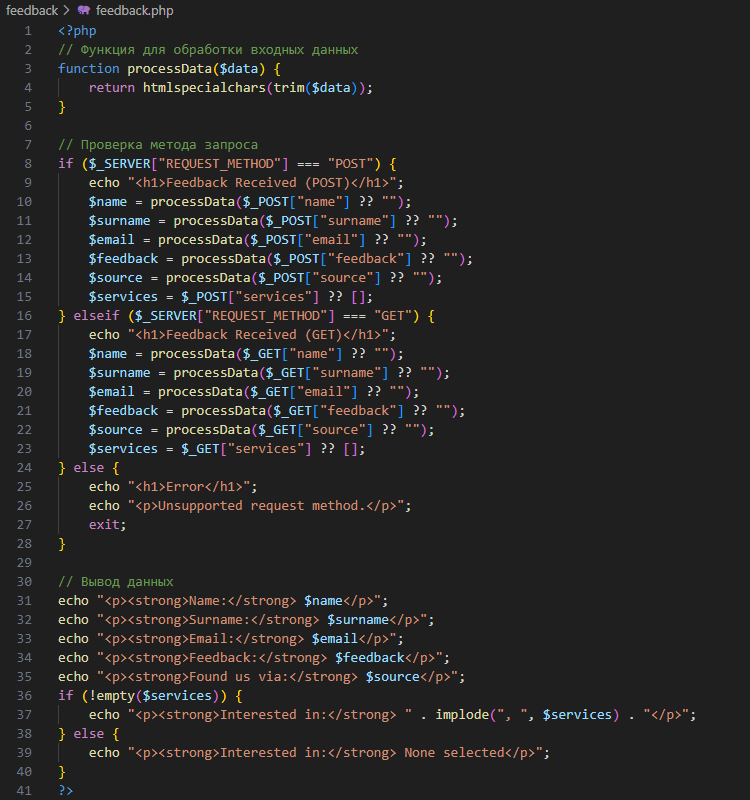 feedback > feedback.php
1 <?php
2 // Функция для обработки входных данных
3 function processData($data) {
4     return htmlspecialchars(trim($data));
5 }
6
7 // Проверка метода запроса
8 if ($_SERVER["REQUEST_METHOD"] === "POST") {
9     echo "<h1>Feedback Received (POST)</h1>";
10     $name = processData($_POST["name"] ?? "");
11     $surname = processData($_POST["surname"] ?? "");
12     $email = processData($_POST["email"] ?? "");
13     $feedback = processData($_POST["feedback"] ?? "");
14     $source = processData($_POST["source"] ?? "");
15     $services = $_POST["services"] ?? [];
16 } elseif ($_SERVER["REQUEST_METHOD"] === "GET") {
17     echo "<h1>Feedback Received (GET)</h1>";
18     $name = processData($_GET["name"] ?? "");
19     $surname = processData($_GET["surname"] ?? "");
20     $email = processData($_GET["email"] ?? "");
21     $feedback = processData($_GET["feedback"] ?? "");
22     $source = processData($_GET["source"] ?? "");
23     $services = $_GET["services"] ?? [];
24 } else {
25     echo "<h1>Error</h1>";
26     echo "<p>Unsupported request method.</p>";
27     exit;
28 }
29
30 // Вывод данных
31 echo "<p><strong>Name:</strong> $name</p>";
32 echo "<p><strong>Surname:</strong> $surname</p>";
33 echo "<p><strong>Email:</strong> $email</p>";
34 echo "<p><strong>Feedback:</strong> $feedback</p>";
35 echo "<p><strong>Found us via:</strong> $source</p>";
36 if (!empty($services)) {
37     echo "<p><strong>Interested in:</strong> " . implode(", ", $services) . "</p>";
38 } else {
39     echo "<p><strong>Interested in:</strong> None selected</p>";
40 }
41 ?>